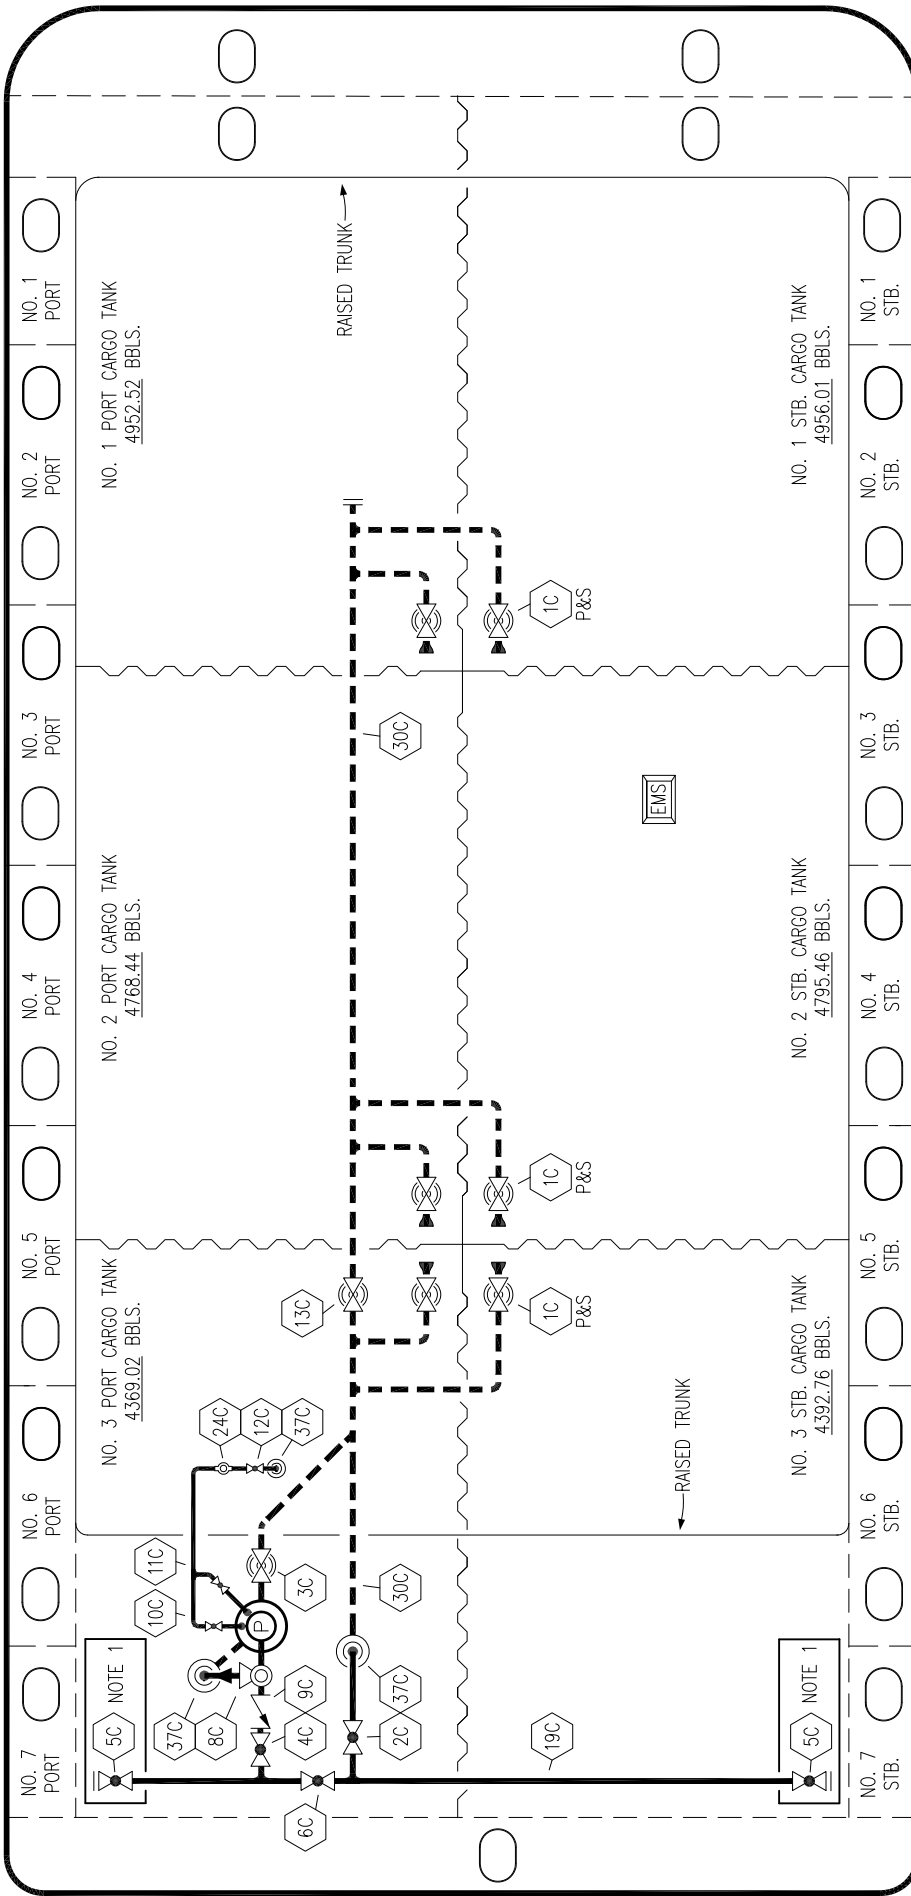 NO. 1
PORT
NO. 2
PORT
NO. 3
PORT
NO. 4
PORT
NO. 5
PORT
NO. 6
PORT
NO. 7
PORT
NO. 1 PORT CARGO TANK
4952.52 BBLS.
NO. 2 PORT CARGO TANK
4768.44 BBLS.
NO. 3 PORT CARGO TANK
4369.02 BBLS.
RAISED TRUNK
30C
1C
P&S
1C
P&S
1C
P&S
13C
24C
12C
37C
11C
10C
3C
P
30C
NOTE 1
5C
37C
8C
9C
4C
37C
2C
6C
19C
EMS
RAISED TRUNK
NOTE 1
5C
NO. 1 STB. CARGO TANK
4956.01 BBLS.
NO. 2 STB. CARGO TANK
4795.46 BBLS.
NO. 3 STB. CARGO TANK
4392.76 BBLS.
NO. 1
STB.
NO. 2
STB.
NO. 3
STB.
NO. 4
STB.
NO. 5
STB.
NO. 6
STB.
NO. 7
STB.